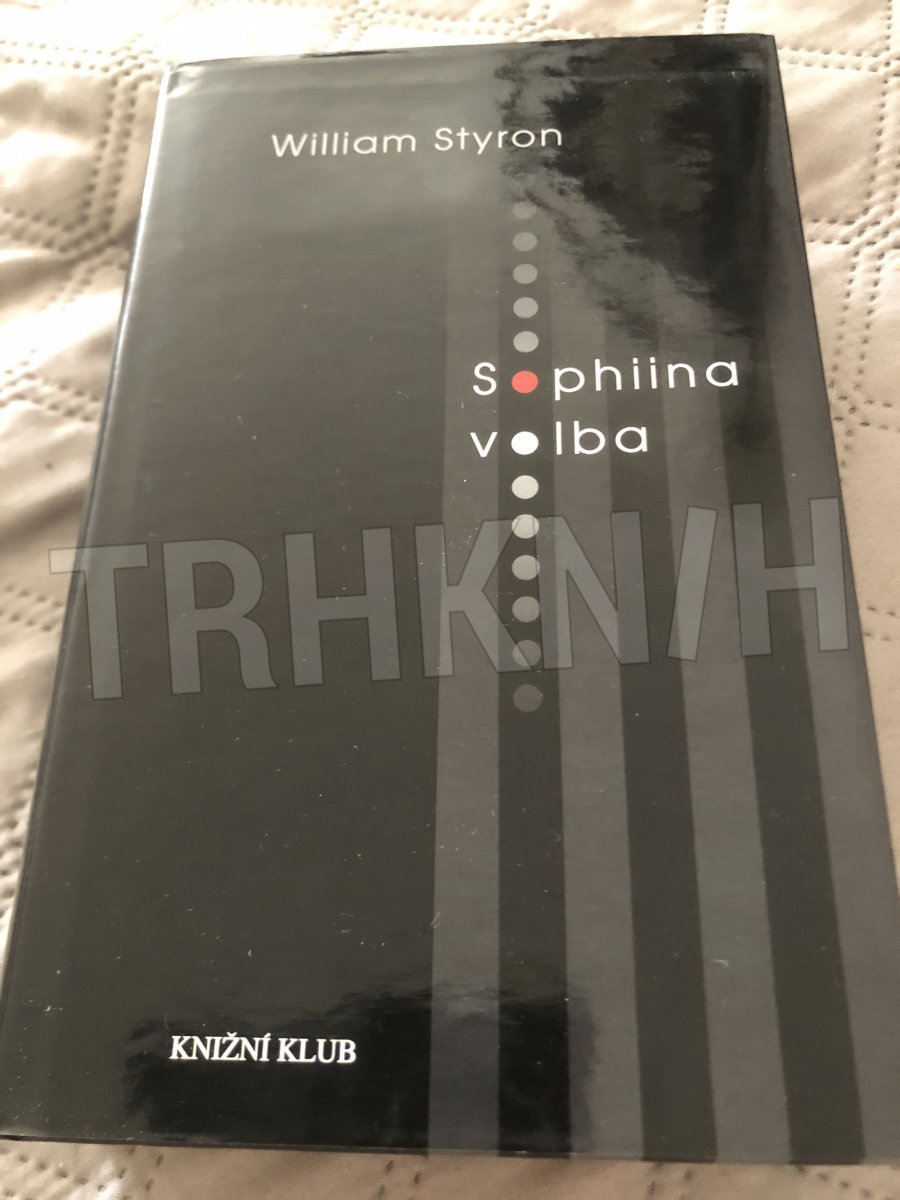 William Styron
Sophiina
volba
TRHKNIH
KNIŽNÍ KLUB